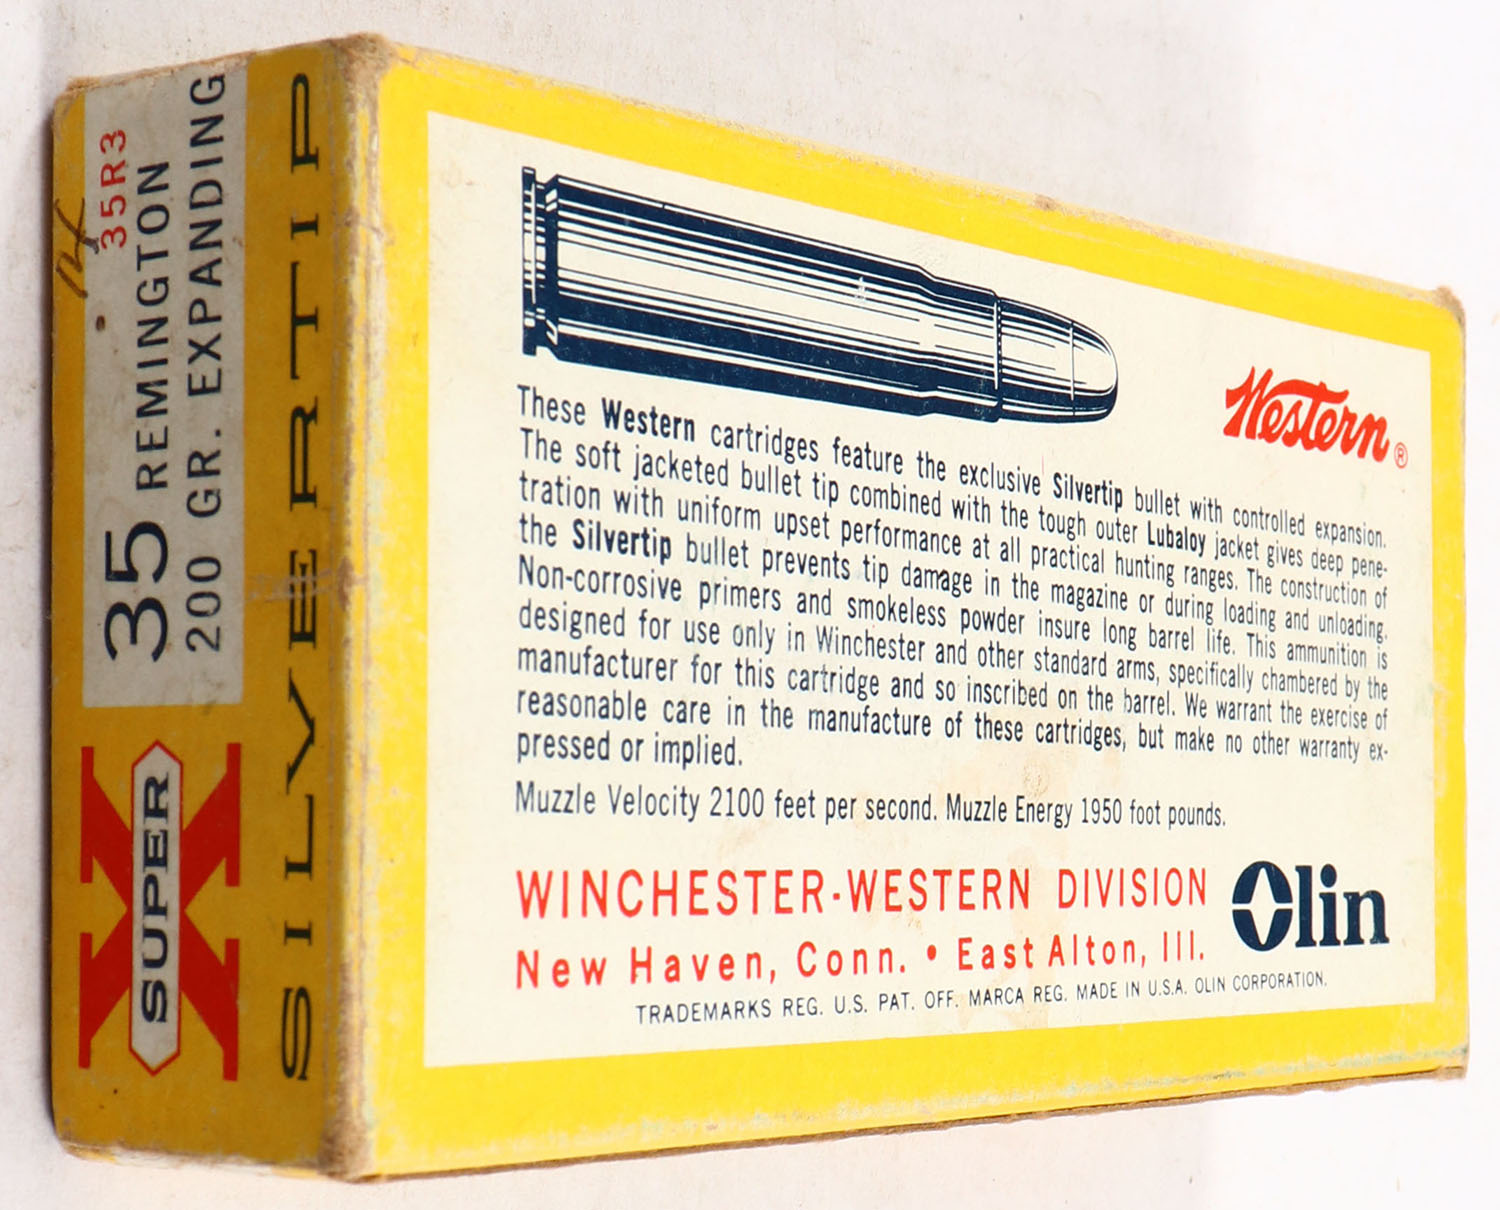 35R3
35 REMINGTON
200 GR. EXPANDING
SUPER
X
SILVERTIP
Western®
These Western cartridges feature the exclusive Silvertip bullet with controlled expansion.
The soft jacketed bullet tip combined with the tough outer Lubaloy jacket gives deep pene-
tration with uniform upset performance at all practical hunting ranges. The construction of
the Silvertip bullet prevents tip damage in the magazine or during loading and unloading.
Non-corrosive primers and smokeless powder insure long barrel life. This ammunition is
designed for use only in Winchester and other standard arms, specifically chambered by the
manufacturer for this cartridge and so inscribed on the barrel. We warrant the exercise of
reasonable care in the manufacture of these cartridges, but make no other warranty ex-
pressed or implied.
Muzzle Velocity 2100 feet per second. Muzzle Energy 1950 foot pounds.
WINCHESTER-WESTERN DIVISION
New Haven, Conn. • East Alton, Ill.
Olin
TRADEMARKS REG. U.S. PAT. OFF. MARCA REG. MADE IN U.S.A. OLIN CORPORATION.